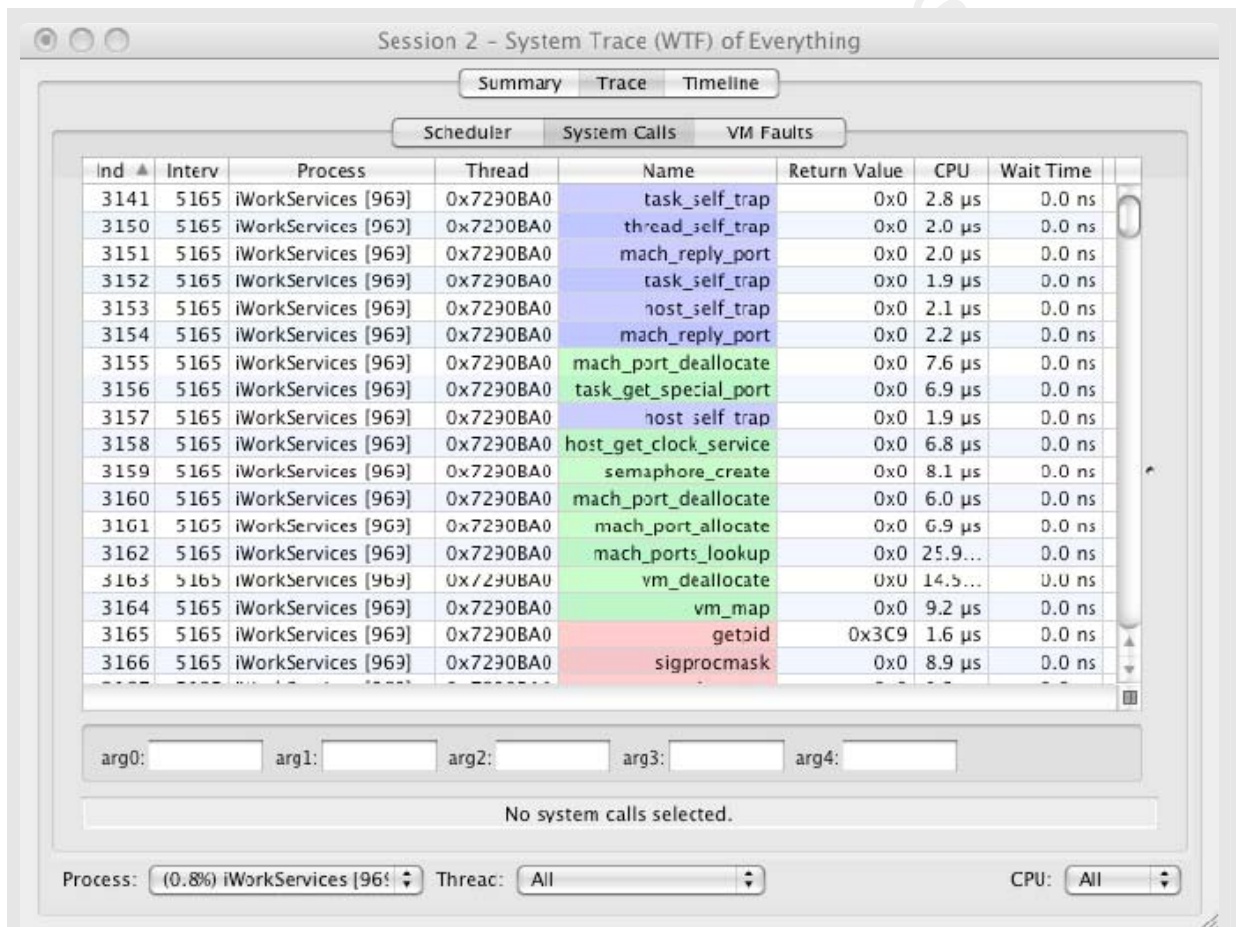 Session 2 - System Trace (WTF) of Everything
Summary Trace Timeline
Scheduler System Calls VM Faults
Ind Interv Process Thread Name Return Value CPU Wait Time
3141 5165 iWorkServices [969] 0x7290BA0 task_self_trap 0x0 2.8 µs 0.0 ns
3150 5165 iWorkServices [969] 0x7290BA0 thread_self_trap 0x0 2.0 µs 0.0 ns
3151 5165 iWorkServices [969] 0x7290BA0 mach_reply_port 0x0 2.0 µs 0.0 ns
3152 5165 iWorkServices [969] 0x7290BA0 task_self_trap 0x0 1.9 µs 0.0 ns
3153 5165 iWorkServices [969] 0x7290BA0 host_self_trap 0x0 2.1 µs 0.0 ns
3154 5165 iWorkServices [969] 0x7290BA0 mach_reply_port 0x0 2.2 µs 0.0 ns
3155 5165 iWorkServices [969] 0x7290BA0 mach_port_deallocate 0x0 7.6 µs 0.0 ns
3156 5165 iWorkServices [969] 0x7290BA0 task_get_special_port 0x0 6.9 µs 0.0 ns
3157 5165 iWorkServices [969] 0x7290BA0 host_self_trap 0x0 1.9 µs 0.0 ns
3158 5165 iWorkServices [969] 0x7290BA0 host_get_clock_service 0x0 6.8 µs 0.0 ns
3159 5165 iWorkServices [969] 0x7290BA0 semaphore_create 0x0 8.1 µs 0.0 ns
3160 5165 iWorkServices [969] 0x7290BA0 mach_port_deallocate 0x0 6.0 µs 0.0 ns
3161 5165 iWorkServices [969] 0x7290BA0 mach_port_allocate 0x0 6.9 µs 0.0 ns
3162 5165 iWorkServices [969] 0x7290BA0 mach_ports_lookup 0x0 25.9... 0.0 ns
3163 5165 iWorkServices [969] 0x7290BA0 vm_deallocate 0x0 14.5... 0.0 ns
3164 5165 iWorkServices [969] 0x7290BA0 vm_map 0x0 9.2 µs 0.0 ns
3165 5165 iWorkServices [969] 0x7290BA0 getpid 0x3C9 1.6 µs 0.0 ns
3166 5165 iWorkServices [969] 0x7290BA0 sigprocmask 0x0 8.9 µs 0.0 ns
arg0: arg1: arg2: arg3: arg4:
No system calls selected.
Process: (0.8%) iWorkServices [969 Thread: All CPU: All